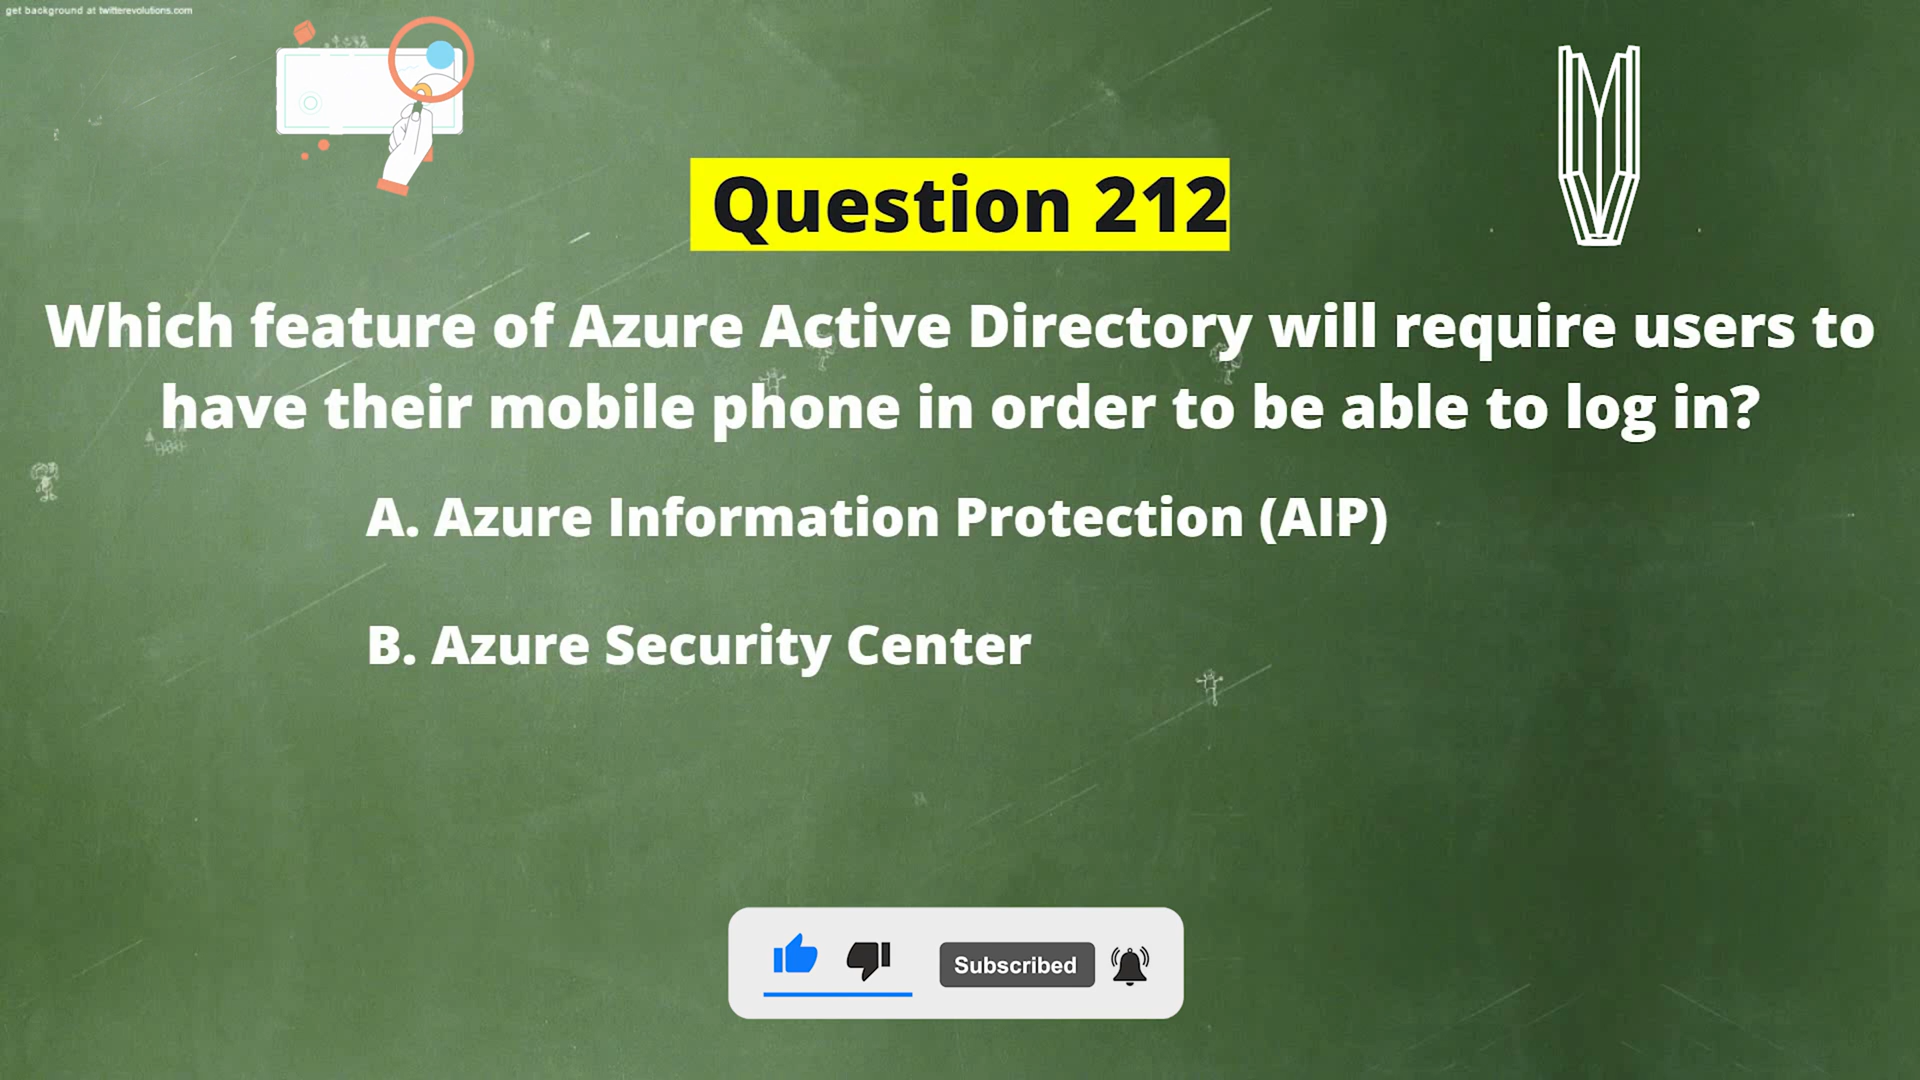 get background at twitterevolutions.com
Question 212
Which feature of Azure Active Directory will require users to
have their mobile phone in order to be able to log in?
A. Azure Information Protection (AIP)
B. Azure Security Center
Subscribed